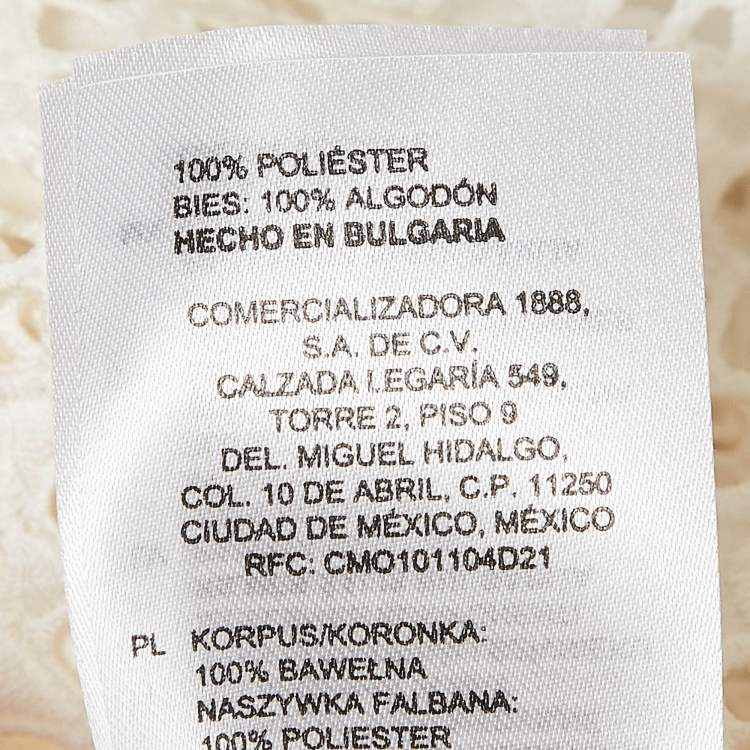 100% POLIÉSTER
BIES: 100% ALGODÓN
HECHO EN BULGARIA
COMERCIALIZADORA 1888,
S.A. DE C.V.
CALZADA LEGARÍA 549,
TORRE 2, PISO 9
DEL. MIGUEL HIDALGO,
COL. 10 DE ABRIL, C.P. 11250
CIUDAD DE MÉXICO, MÉXICO
RFC: CMO101104D21
PL KORPUS/KORONKA:
100% BAWEŁNA
NASZYWKA FALBANA:
100% POLIESTER